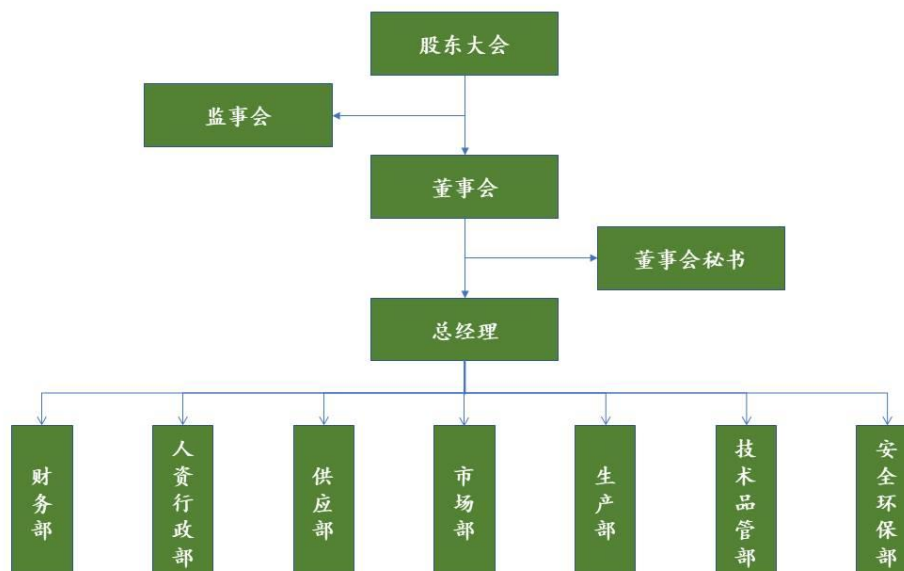 股东大会
监事会
董事会
董事会秘书
总经理
财务部
人资行政部
供应部
市场部
生产部
技术品管部
安全环保部